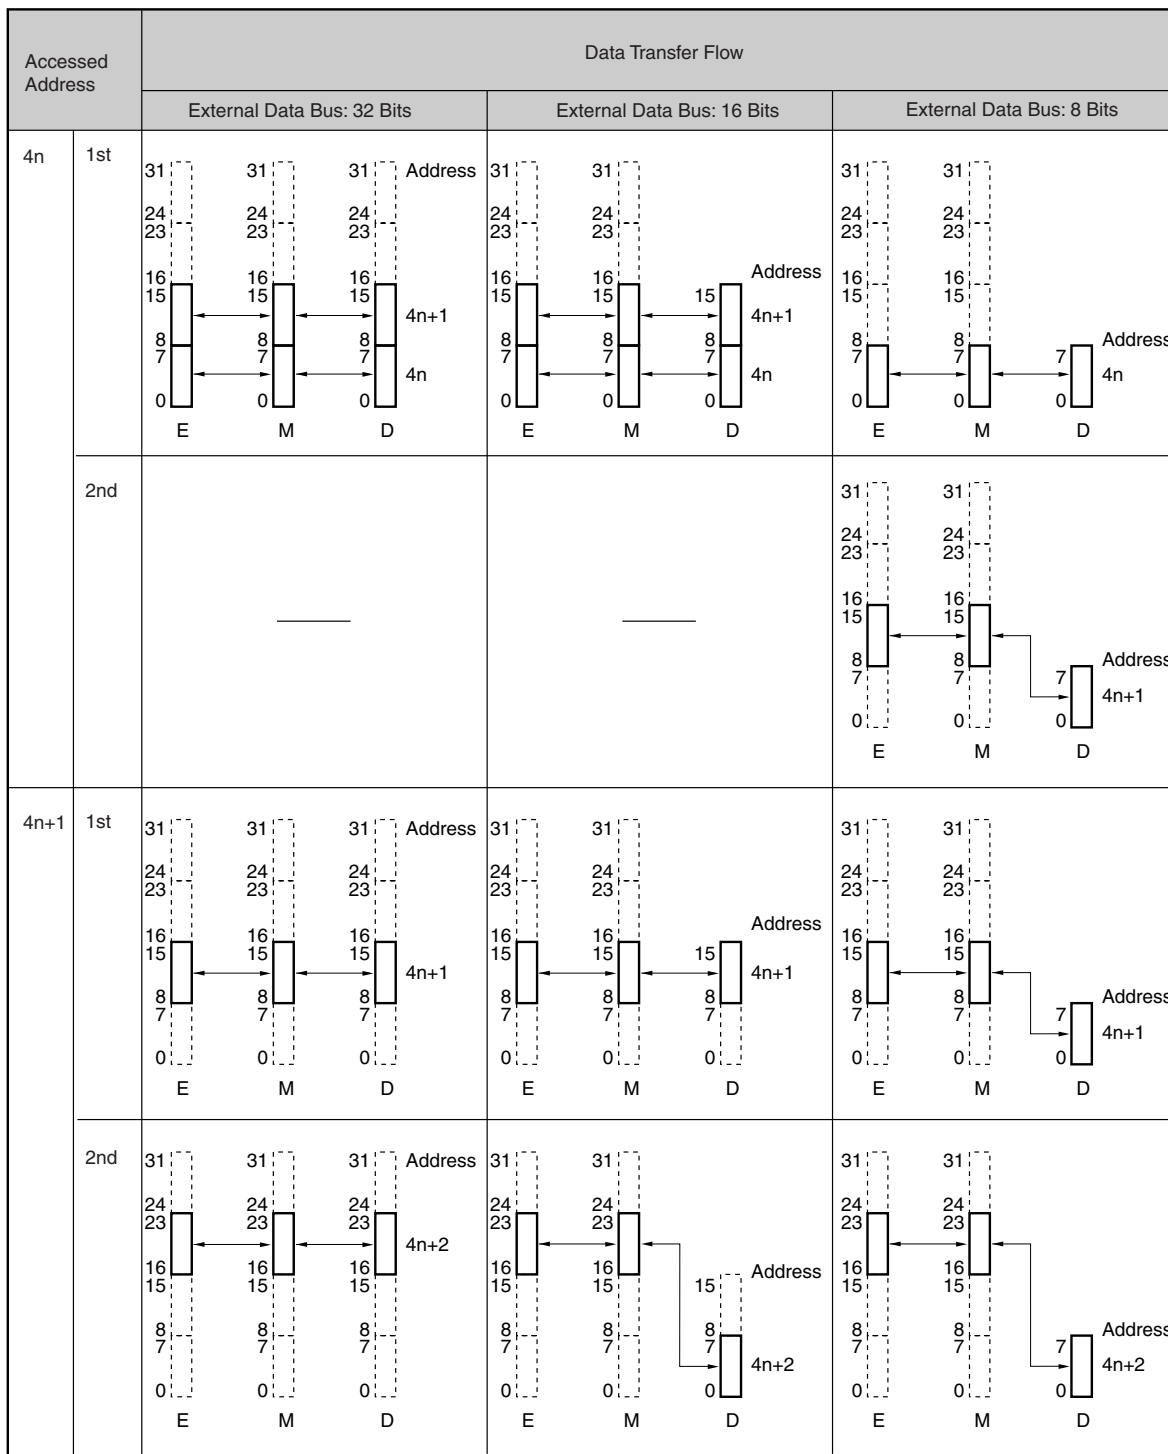 Accessed
Address
Data Transfer Flow
External Data Bus: 32 Bits
External Data Bus: 16 Bits
External Data Bus: 8 Bits
4n 1st
31 31 31 Address 31 31 31 31
24 24 24 24 24 24 24
23 23 23 23 23 23 23
Address
16 16 16 16 16 16 16
15 15 15 15 15 15 15 15
4n+1 4n+1
8 8 8 8 8 8 8 8 Address
7 7 7 7 7 7 7 7 7
4n 4n 4n
0 0 0 0 0 0 0 0 0
E M D E M D E M D
2nd
31 31
24 24
23 23
16 16
15 15
8 8 Address
7 7 7
4n+1
0 0 0
E M D
4n+1 1st
31 31 31 Address 31 31 31 31
24 24 24 24 24 24 24
23 23 23 23 23 23 23
Address
16 16 16 16 16 16 16
15 15 15 15 15 15 15 15
4n+1 4n+1
8 8 8 8 8 8 8 8 Address
7 7 7 7 7 7 7 7 7
4n+1
0 0 0 0 0 0 0 0 0
E M D E M D E M D
2nd
31 31 31 Address 31 31 31 31
24 24 24 24 24 24 24
23 23 23 23 23 23 23
4n+2
16 16 16 16 16 16 16 Address
15 15 15 15 15 15 15 15
8 8 8 8 8 8 8 8 Address
7 7 7 7 7 7 7 7 7
4n+2 4n+2
0 0 0 0 0 0 0 0 0
E M D E M D E M D